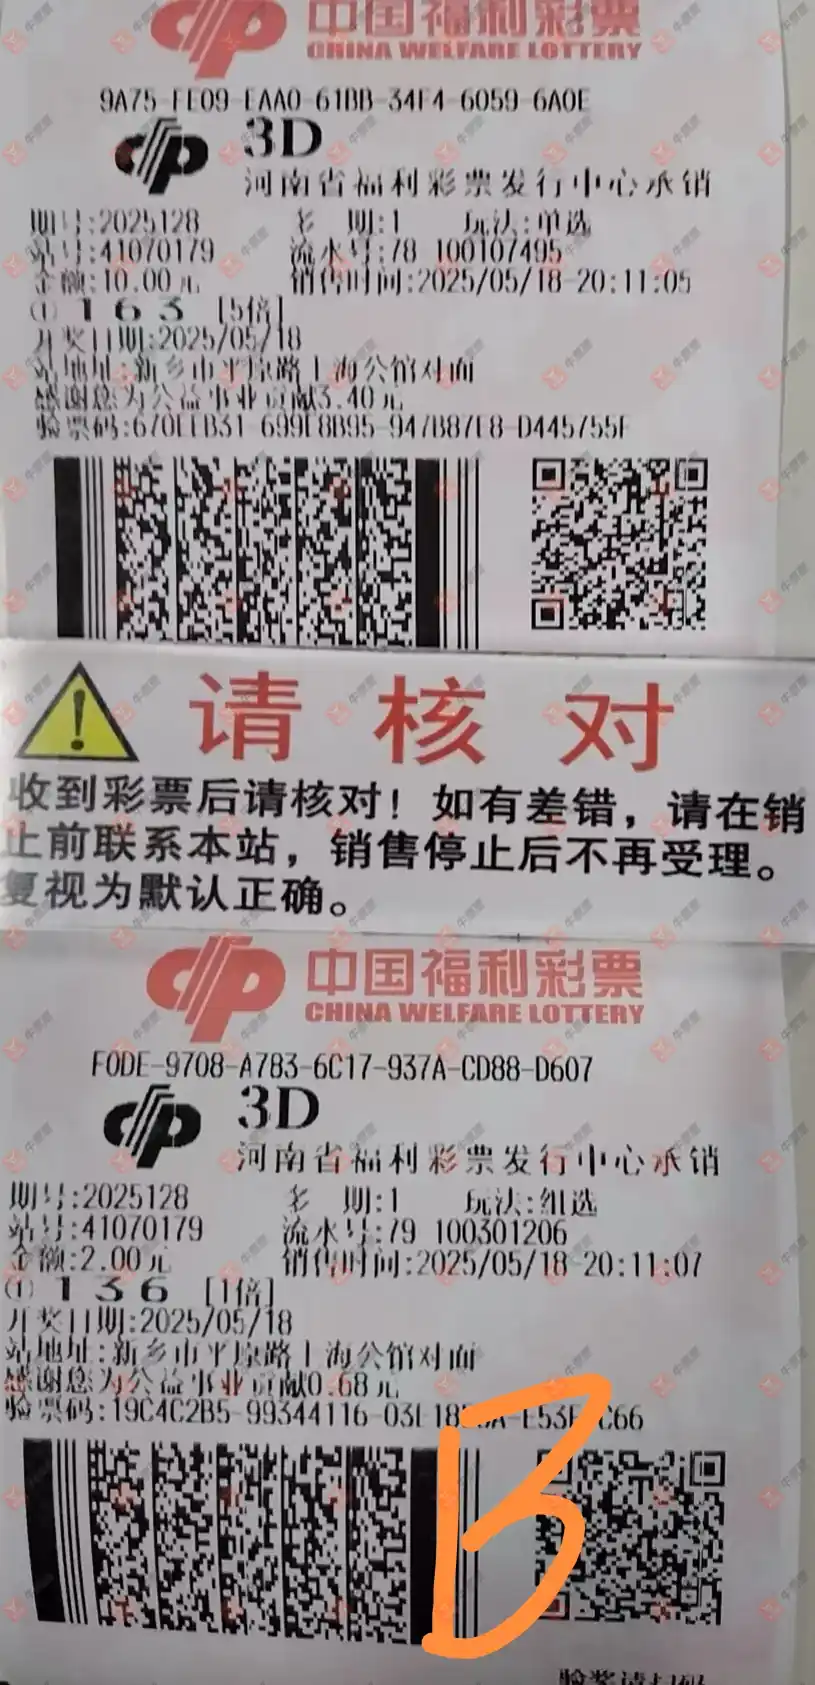 中国福利彩票
CHINA WELFARE LOTTERY
9A75-FE09-EAA0-61BB-34F4-6059-6A0E
3D
河南省福利彩票发行中心承销
期号:2025128 多 期:1 玩法:单选
站号:41070179 流水号:78 100107495
金额:10.00元 销售时间:2025/05/18-20:11:05
① 1 6 3 [5倍]
开奖日期:2025/05/18
站地址:新乡市平原路上海公馆对面
感谢您为公益事业贡献3.40元
验票码:670EEB31-699E8B95-947B87E8-D445755F
请核对
收到彩票后请核对！如有差错，请在销
止前联系本站，销售停止后不再受理。
复视为默认正确。
中国福利彩票
CHINA WELFARE LOTTERY
F0DE-9708-A783-6C17-937A-CD88-D607
3D
河南省福利彩票发行中心承销
期号:2025128 多 期:1 玩法:组选
站号:41070179 流水号:79 100301206
金额:2.00元 销售时间:2025/05/18-20:11:07
① 1 3 6 [1倍]
开奖日期:2025/05/18
站地址:新乡市平原路上海公馆对面
感谢您为公益事业贡献0.68元
验票码:19C4C2B5-99344116
B
验奖请扫码